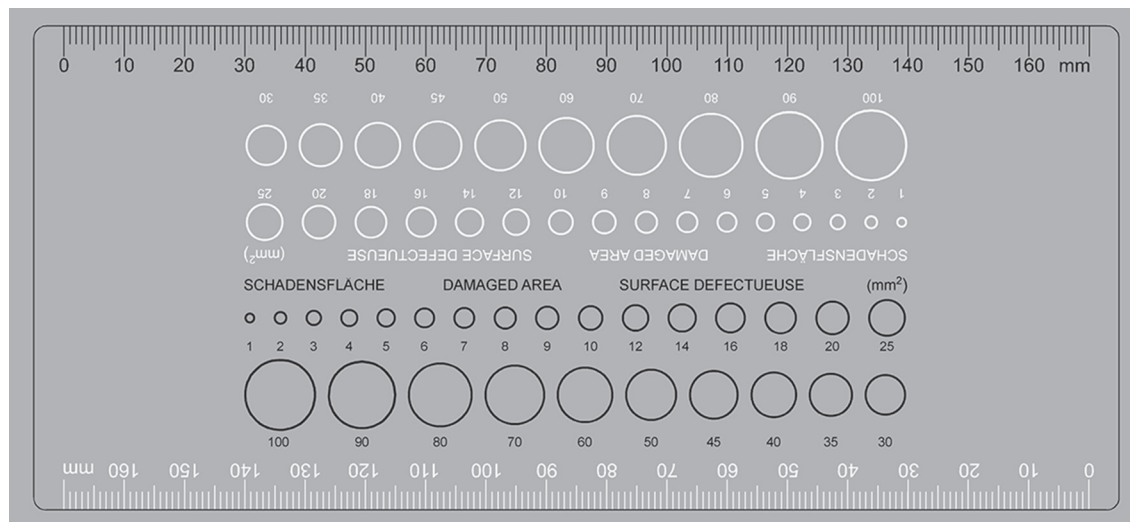 0 10 20 30 40 50 60 70 80 90 100 110 120 130 140 150 160 mm
30 35 40 45 50 60 70 80 90 100
25 20 18 16 14 12 10 9 8 7 6 5 4 3 2 1
(mm²) SURFACE DEFECTUEUSE DAMAGED AREA SCHADENSFLÄCHE
SCHADENSFLÄCHE DAMAGED AREA SURFACE DEFECTUEUSE (mm²)
1 2 3 4 5 6 7 8 9 10 12 14 16 18 20 25
100 90 80 70 60 50 45 40 35 30
mm 160 150 140 130 120 110 100 90 80 70 60 50 40 30 20 10 0